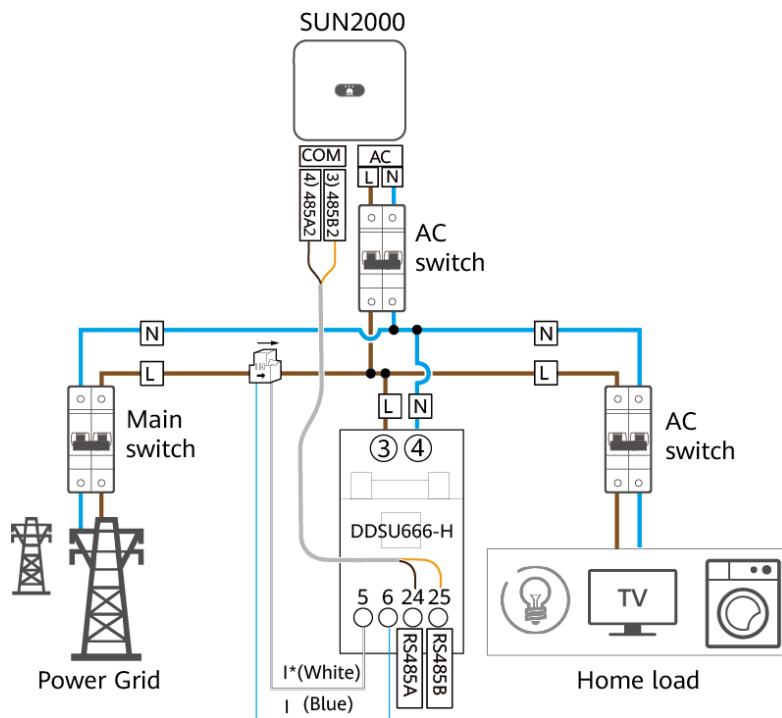 SUN2000
COM
AC
L
N
4) 485A2
3) 485B2
AC
switch
N
N
L
L
Main
switch
L
N
AC
switch
3
4
DDSU666-H
TV
5
6
24
25
RS485A
RS485B
I*(White)
I (Blue)
Power Grid
Home load